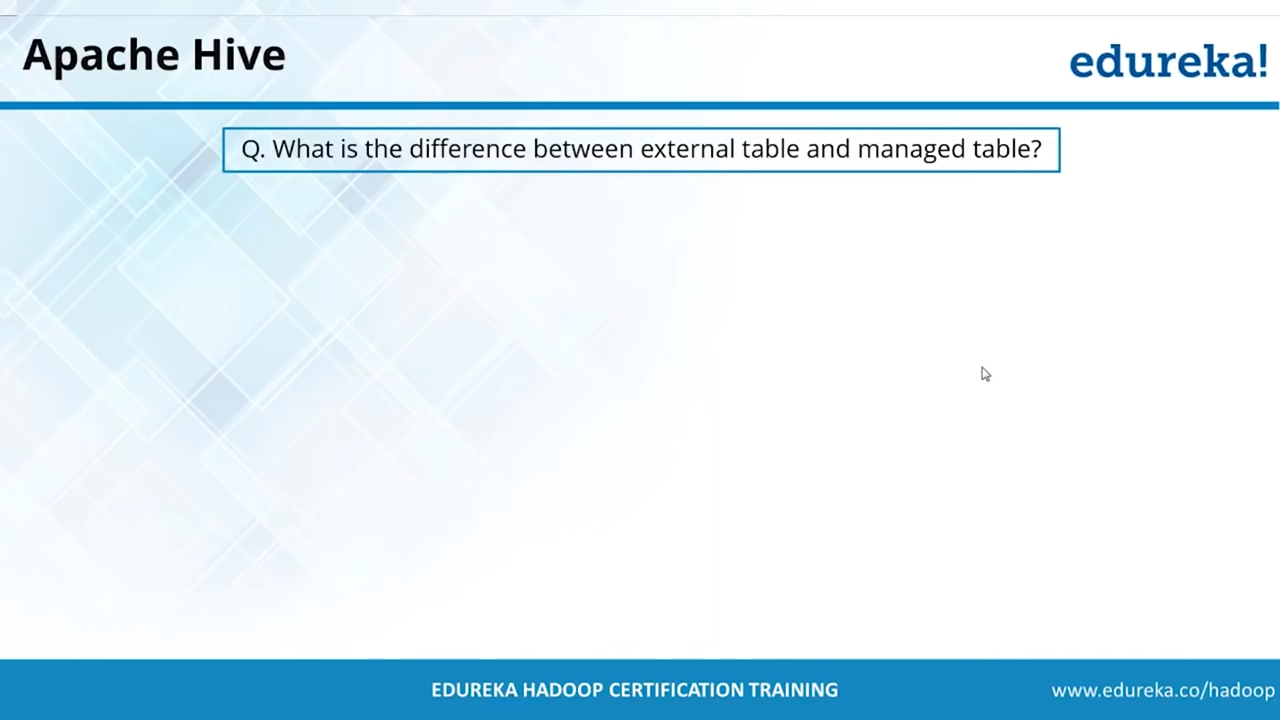 Apache Hive
edureka!
Q. What is the difference between external table and managed table?
EDUREKA HADOOP CERTIFICATION TRAINING
www.edureka.co/hadoop